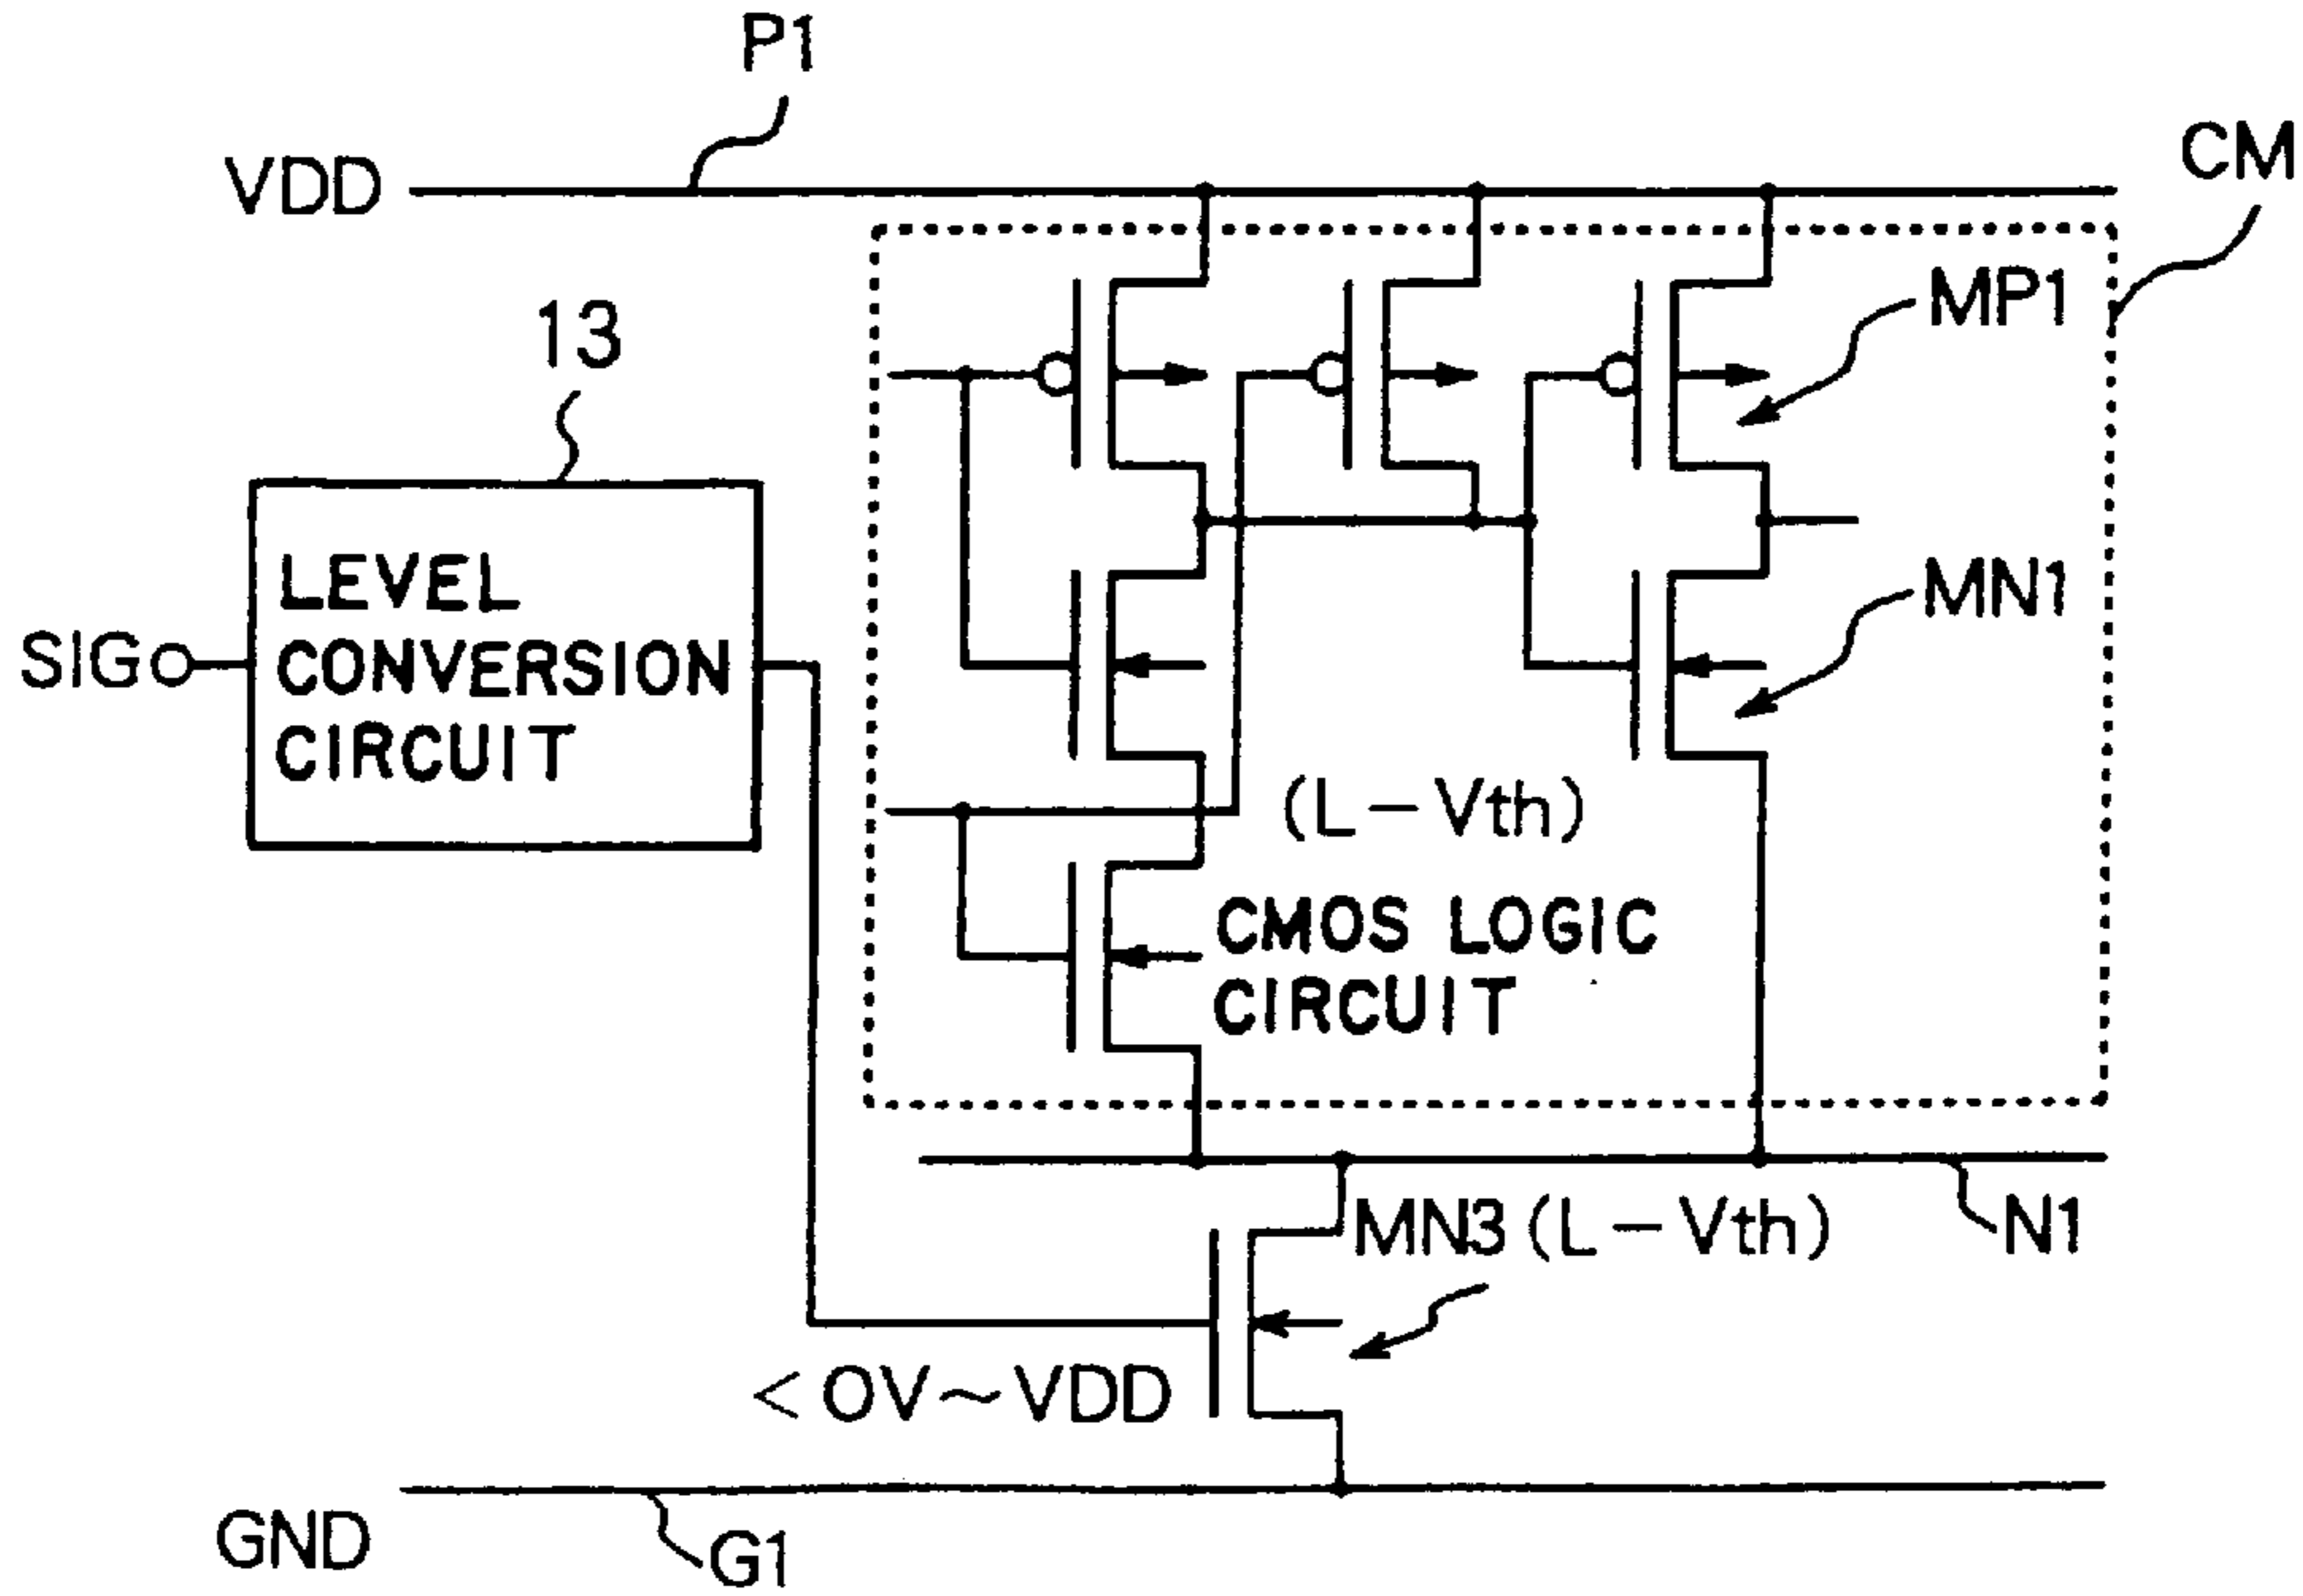 P1
VDD
CM
MP1
13
LEVEL
CONVERSION
CIRCUIT
SIG
MN1
(L-Vth)
CMOS LOGIC
CIRCUIT
MN3(L-Vth)
N1
<0V~VDD
GND
G1